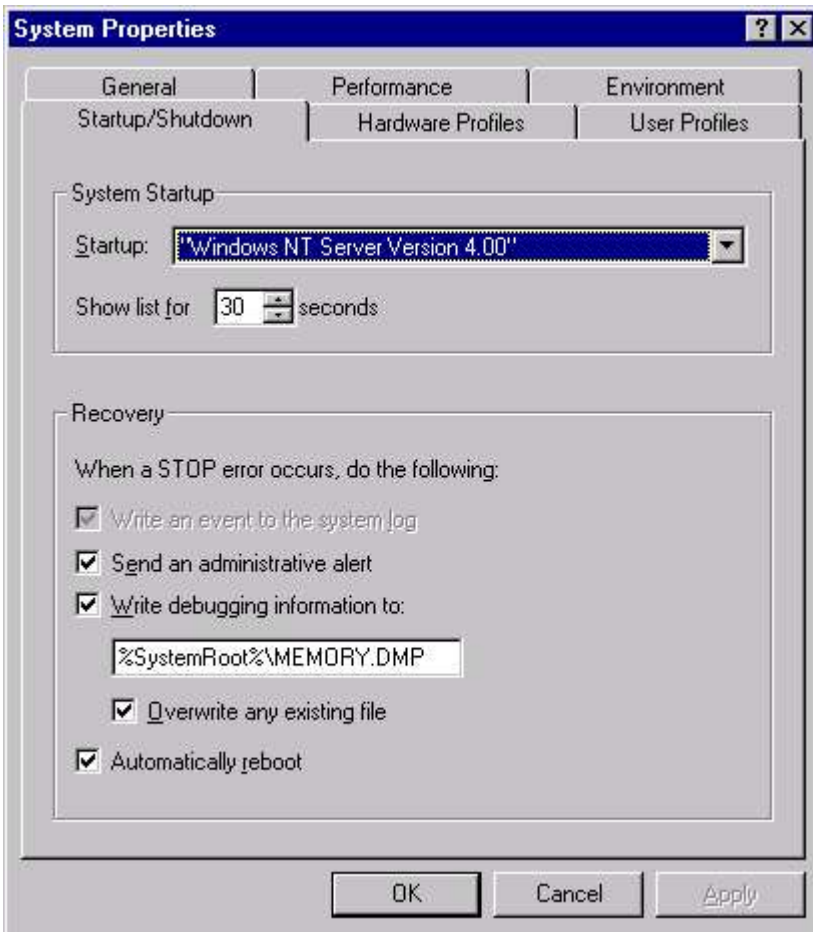 System Properties
General Performance Environment
Startup/Shutdown Hardware Profiles User Profiles
System Startup
Startup: "Windows NT Server Version 4.00"
Show list for 30 seconds
Recovery
When a STOP error occurs, do the following:
Write an event to the system log
Send an administrative alert
Write debugging information to:
%SystemRoot%\MEMORY.DMP
Overwrite any existing file
Automatically reboot
OK Cancel Apply